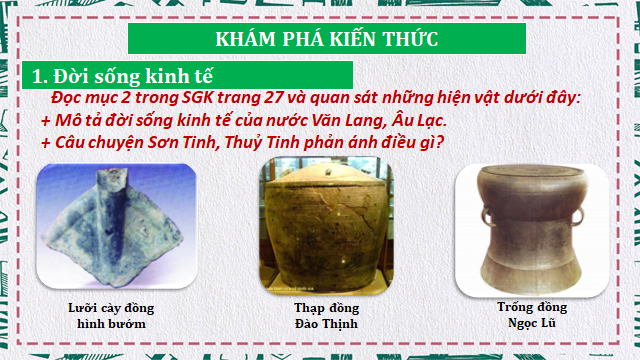 KHÁM PHÁ KIẾN THỨC
1. Đời sống kinh tế
Đọc mục 2 trong SGK trang 27 và quan sát những hiện vật dưới đây:
+ Mô tả đời sống kinh tế của nước Văn Lang, Âu Lạc.
+ Câu chuyện Sơn Tinh, Thuỷ Tinh phản ánh điều gì?
Lưỡi cày đồng
hình bướm
Thạp đồng
Đào Thịnh
Trống đồng
Ngọc Lũ